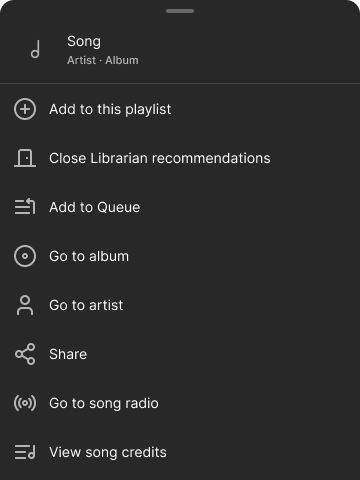 Song
Artist · Album
Add to this playlist
Close Librarian recommendations
Add to Queue
Go to album
Go to artist
Share
Go to song radio
View song credits